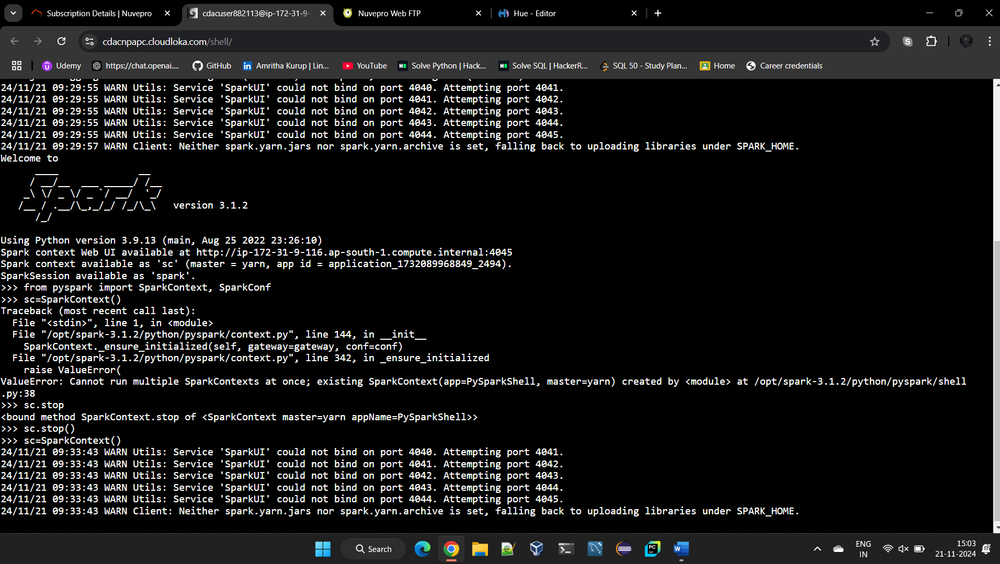 Subscription Details | Nuvepro
cdacuser882113@ip-172-31-9-
Nuvepro Web FTP
Hue - Editor
cdacnpapc.cloudloka.com/shell/
Udemy
https://chat.openai....
GitHub
Amritha Kurup | Lin...
YouTube
Solve Python | Hack...
Solve SQL | HackerR...
SQL 50 - Study Plan...
Home
Career credentials
24/11/21 09:29:55 WARN Utils: Service 'SparkUI' could not bind on port 4040. Attempting port 4041.
24/11/21 09:29:55 WARN Utils: Service 'SparkUI' could not bind on port 4041. Attempting port 4042.
24/11/21 09:29:55 WARN Utils: Service 'SparkUI' could not bind on port 4042. Attempting port 4043.
24/11/21 09:29:55 WARN Utils: Service 'SparkUI' could not bind on port 4043. Attempting port 4044.
24/11/21 09:29:55 WARN Utils: Service 'SparkUI' could not bind on port 4044. Attempting port 4045.
24/11/21 09:29:57 WARN Client: Neither spark.yarn.jars nor spark.yarn.archive is set, falling back to uploading libraries under SPARK_HOME.
Welcome to
Spark
version 3.1.2
Using Python version 3.9.13 (main, Aug 25 2022 23:26:10)
Spark context Web UI available at http://ip-172-31-9-116.ap-south-1.compute.internal:4045
Spark context available as 'sc' (master = yarn, app id = application_1732089968849_2494).
SparkSession available as 'spark'.
>>> from pyspark import SparkContext, SparkConf
>>> sc=SparkContext()
Traceback (most recent call last):
  File "<stdin>", line 1, in <module>
  File "/opt/spark-3.1.2/python/pyspark/context.py", line 144, in __init__
    SparkContext._ensure_initialized(self, gateway=gateway, conf=conf)
  File "/opt/spark-3.1.2/python/pyspark/context.py", line 342, in _ensure_initialized
    raise ValueError(
ValueError: Cannot run multiple SparkContexts at once; existing SparkContext(app=PySparkShell, master=yarn) created by <module> at /opt/spark-3.1.2/python/pyspark/shell
.py:38
>>> sc.stop
<bound method SparkContext.stop of <SparkContext master=yarn appName=PySparkShell>>
>>> sc.stop()
>>> sc=SparkContext()
24/11/21 09:33:43 WARN Utils: Service 'SparkUI' could not bind on port 4040. Attempting port 4041.
24/11/21 09:33:43 WARN Utils: Service 'SparkUI' could not bind on port 4041. Attempting port 4042.
24/11/21 09:33:43 WARN Utils: Service 'SparkUI' could not bind on port 4042. Attempting port 4043.
24/11/21 09:33:43 WARN Utils: Service 'SparkUI' could not bind on port 4043. Attempting port 4044.
24/11/21 09:33:43 WARN Utils: Service 'SparkUI' could not bind on port 4044. Attempting port 4045.
24/11/21 09:33:43 WARN Client: Neither spark.yarn.jars nor spark.yarn.archive is set, falling back to uploading libraries under SPARK_HOME.
Search
ENG
IN
15:03
21-11-2024